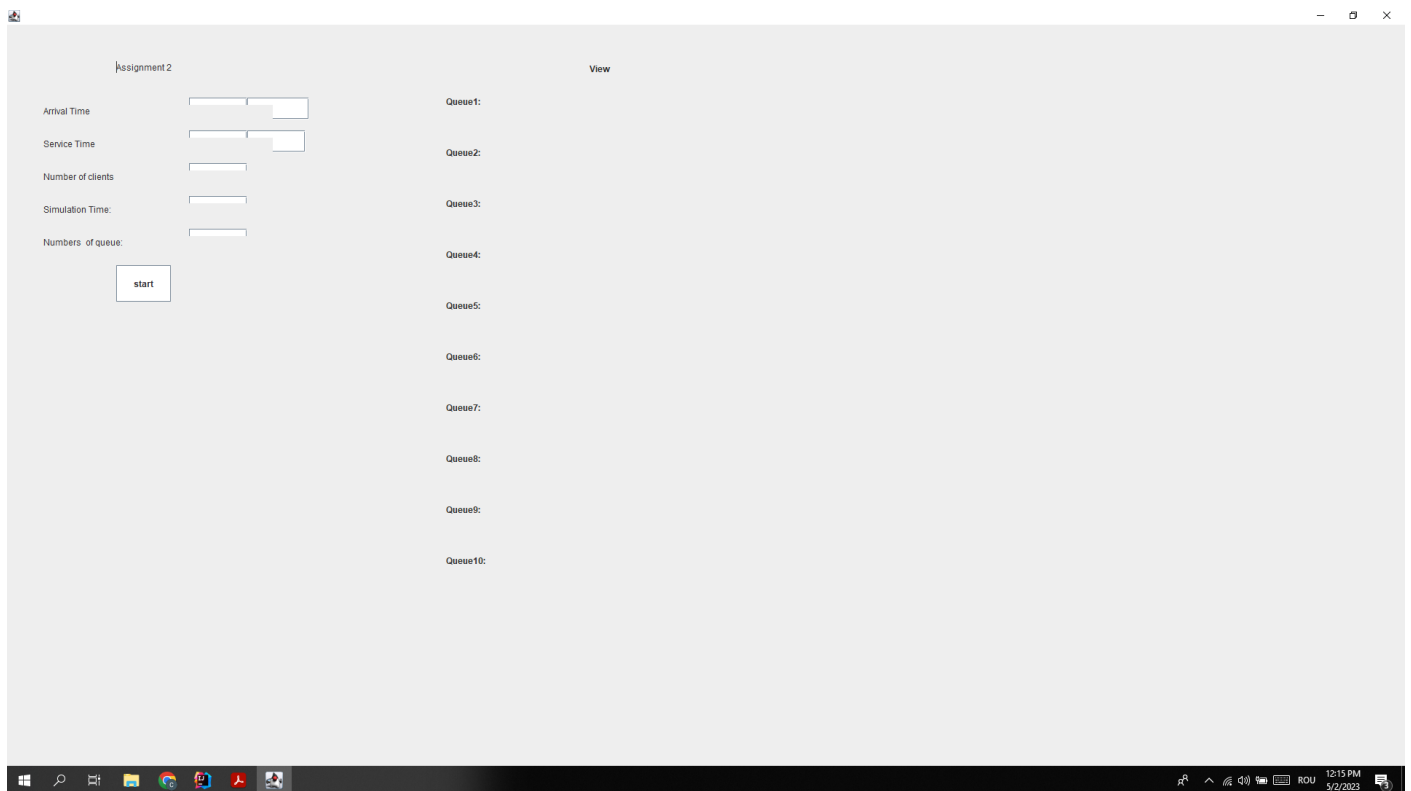 Assignment 2
View
Arrival Time
Service Time
Number of clients
Simulation Time:
Numbers  of queue:
start
Queue1:
Queue2:
Queue3:
Queue4:
Queue5:
Queue6:
Queue7:
Queue8:
Queue9:
Queue10:
ROU
12:15 PM
5/2/2023
3